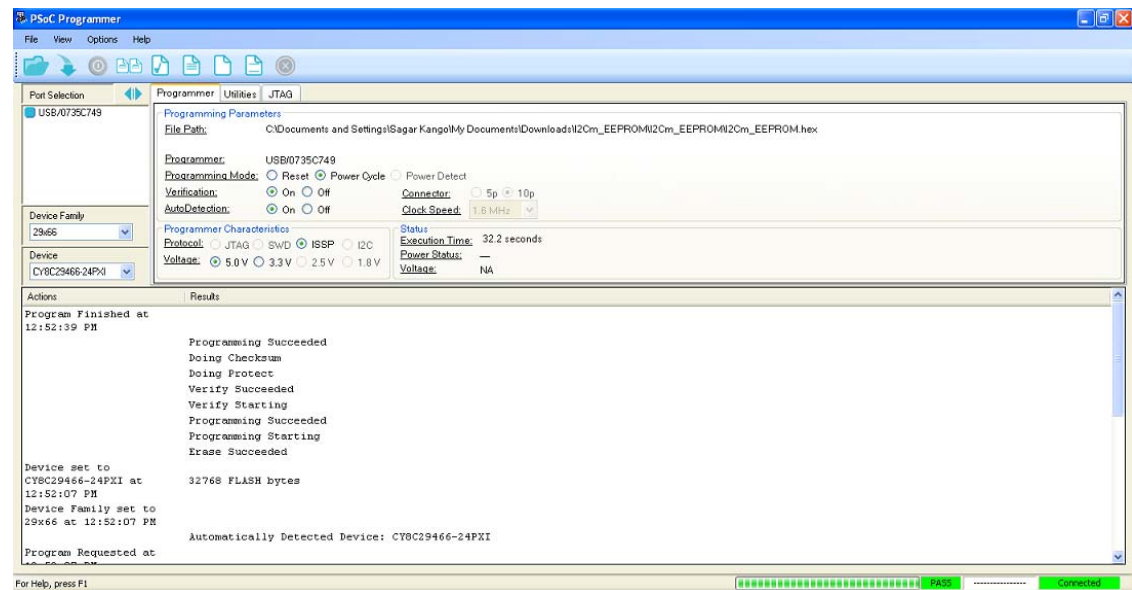 PSoC Programmer
File View Options Help
Port Selection
USB/0735C749
Device Family
29x66
Device
CY8C29466-24PXI
Programmer Utilities JTAG
Programming Parameters
File Path: C:\Documents and Settings\Sagar Kango\My Documents\Downloads\I2Cm_EEPROM\I2Cm_EEPROM\I2Cm_EEPROM.hex
Programmer: USB/0735C749
Programming Mode: Reset Power Cycle Power Detect
Verification: On Off Connector: 5p 10p
AutoDetection: On Off Clock Speed: 1.6 MHz
Programmer Characteristics
Protocol: JTAG SWD ISSP I2C
Voltage: 5.0 V 3.3 V 2.5 V 1.8 V
Status
Execution Time: 32.2 seconds
Power Status: —
Voltage: NA
Actions Results
Program Finished at
12:52:39 PM
Programming Succeeded
Doing Checksum
Doing Protect
Verify Succeeded
Verify Starting
Programming Succeeded
Programming Starting
Erase Succeeded
Device set to
CY8C29466-24PXI at 32768 FLASH bytes
12:52:07 PM
Device Family set to
29x66 at 12:52:07 PM
Automatically Detected Device: CY8C29466-24PXI
Program Requested at
For Help, press F1
PASS
----------------
Connected